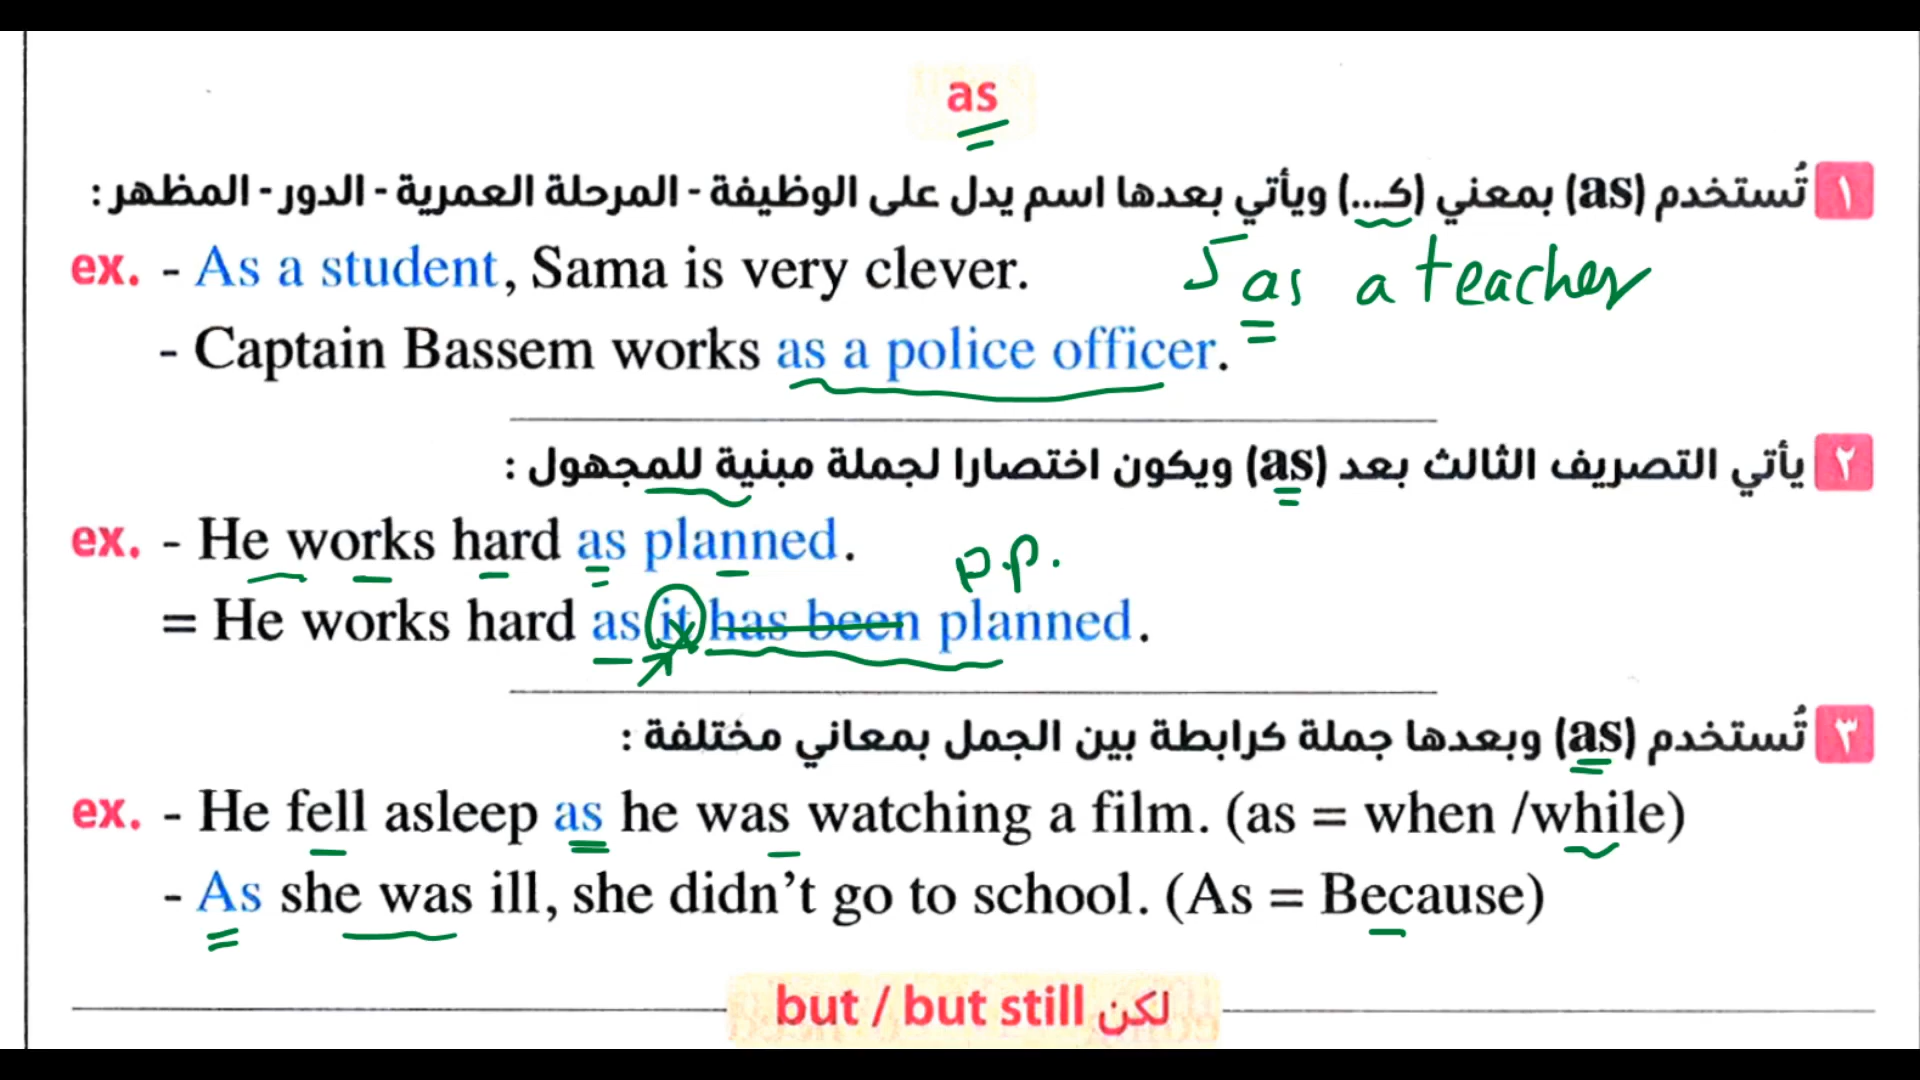 as
١ تُستخدم (as) بمعني (كـ...) ويأتي بعدها اسم يدل على الوظيفة - المرحلة العمرية - الدور - المظهر :
ex. - As a student, Sama is very clever.
as a teacher
- Captain Bassem works as a police officer.
٢ يأتي التصريف الثالث بعد (as) ويكون اختصارا لجملة مبنية للمجهول :
ex. - He works hard as planned.
p.p.
= He works hard as it has been planned.
٣ تُستخدم (as) وبعدها جملة كرابطة بين الجمل بمعاني مختلفة :
ex. - He fell asleep as he was watching a film. (as = when /while)
- As she was ill, she didn't go to school. (As = Because)
but / but still لكن